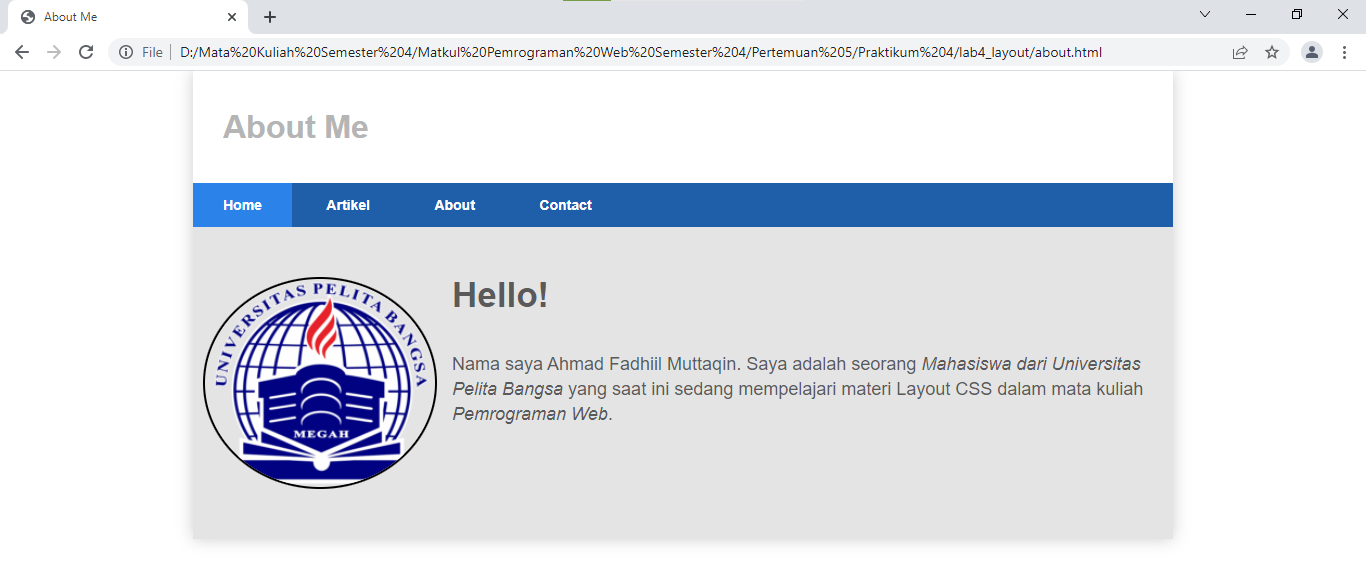 About Me
File
D:/Mata%20Kuliah%20Semester%204/Matkul%20Pemrograman%20Web%20Semester%204/Pertemuan%205/Praktikum%204/lab4_layout/about.html
About Me
Home Artikel About Contact
UNIVERSITAS PELITA BANGSA
MEGAH
Hello!
Nama saya Ahmad Fadhiil Muttaqin. Saya adalah seorang Mahasiswa dari Universitas
Pelita Bangsa yang saat ini sedang mempelajari materi Layout CSS dalam mata kuliah
Pemrograman Web.